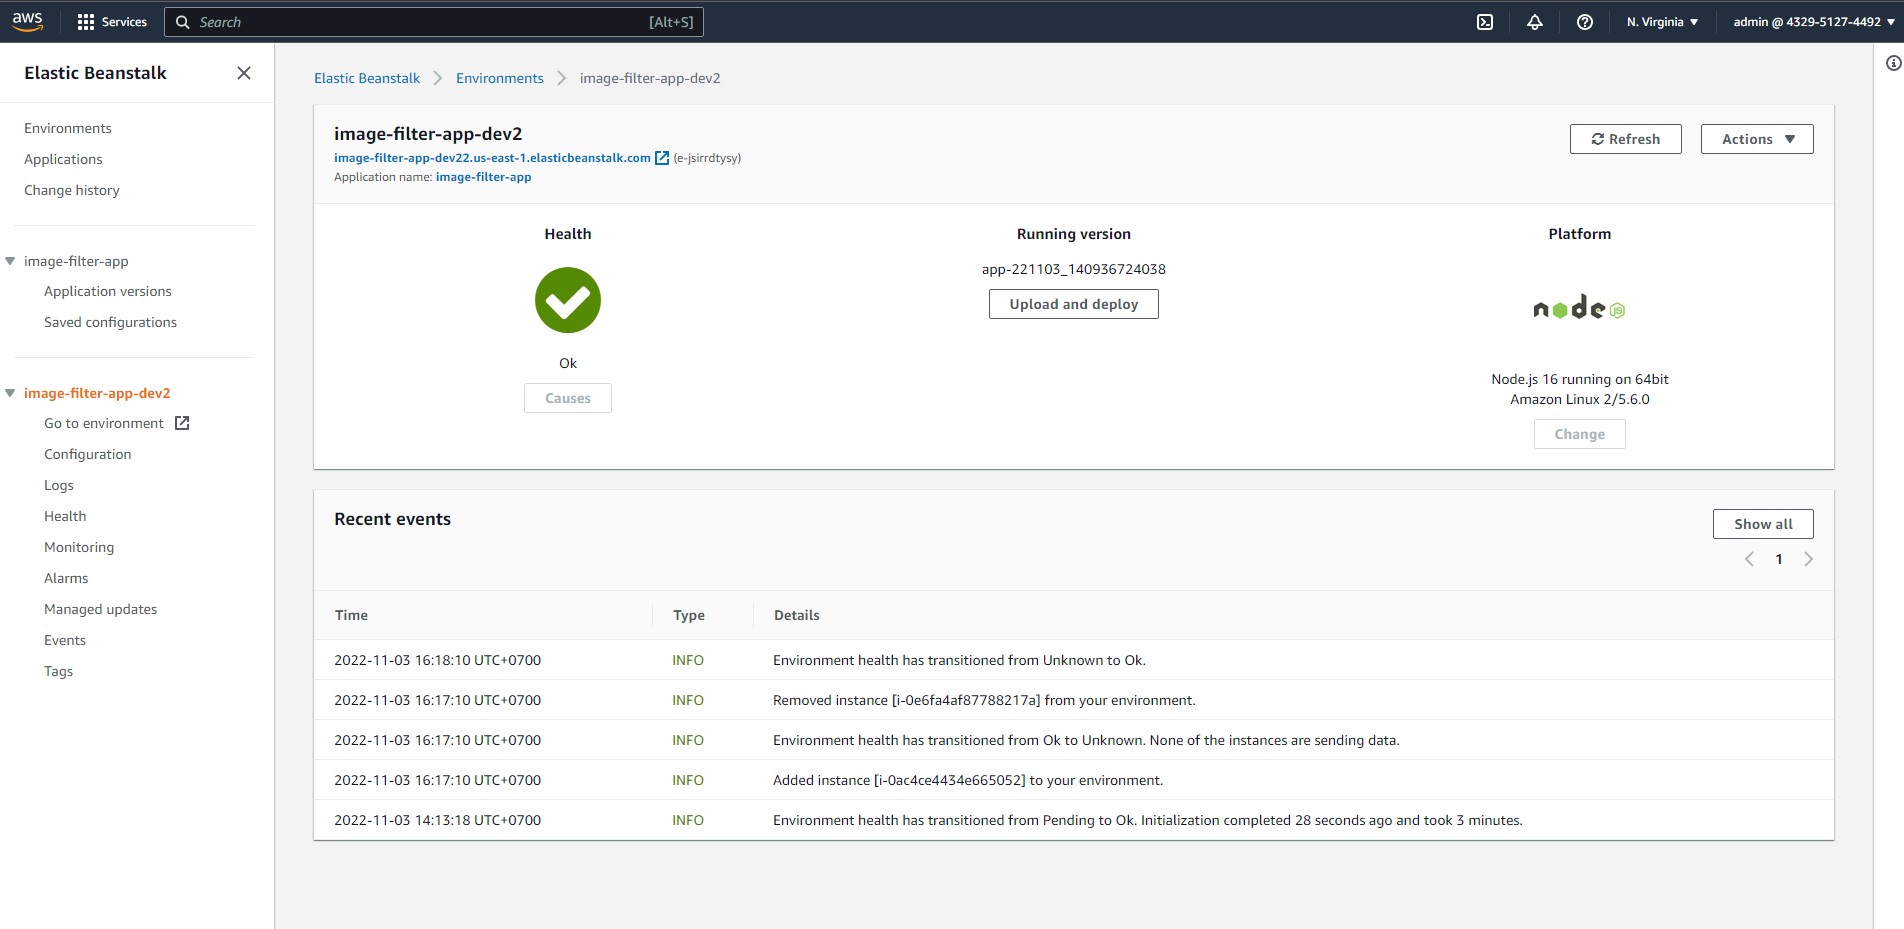 aws
Services
Search [Alt+S]
N. Virginia
admin @ 4329-5127-4492
Elastic Beanstalk
Environments
Applications
Change history
image-filter-app
Application versions
Saved configurations
image-filter-app-dev2
Go to environment
Configuration
Logs
Health
Monitoring
Alarms
Managed updates
Events
Tags
Elastic Beanstalk
Environments
image-filter-app-dev2
image-filter-app-dev2
image-filter-app-dev22.us-east-1.elasticbeanstalk.com (e-jsirrdtysy)
Application name: image-filter-app
Refresh
Actions
Health
Ok
Causes
Running version
app-221103_140936724038
Upload and deploy
Platform
node JS
Node.js 16 running on 64bit
Amazon Linux 2/5.6.0
Change
Recent events
Show all
1
Time Type Details
2022-11-03 16:18:10 UTC+0700 INFO Environment health has transitioned from Unknown to Ok.
2022-11-03 16:17:10 UTC+0700 INFO Removed instance [i-0e6fa4af87788217a] from your environment.
2022-11-03 16:17:10 UTC+0700 INFO Environment health has transitioned from Ok to Unknown. None of the instances are sending data.
2022-11-03 16:17:10 UTC+0700 INFO Added instance [i-0ac4ce4434e665052] to your environment.
2022-11-03 14:13:18 UTC+0700 INFO Environment health has transitioned from Pending to Ok. Initialization completed 28 seconds ago and took 3 minutes.